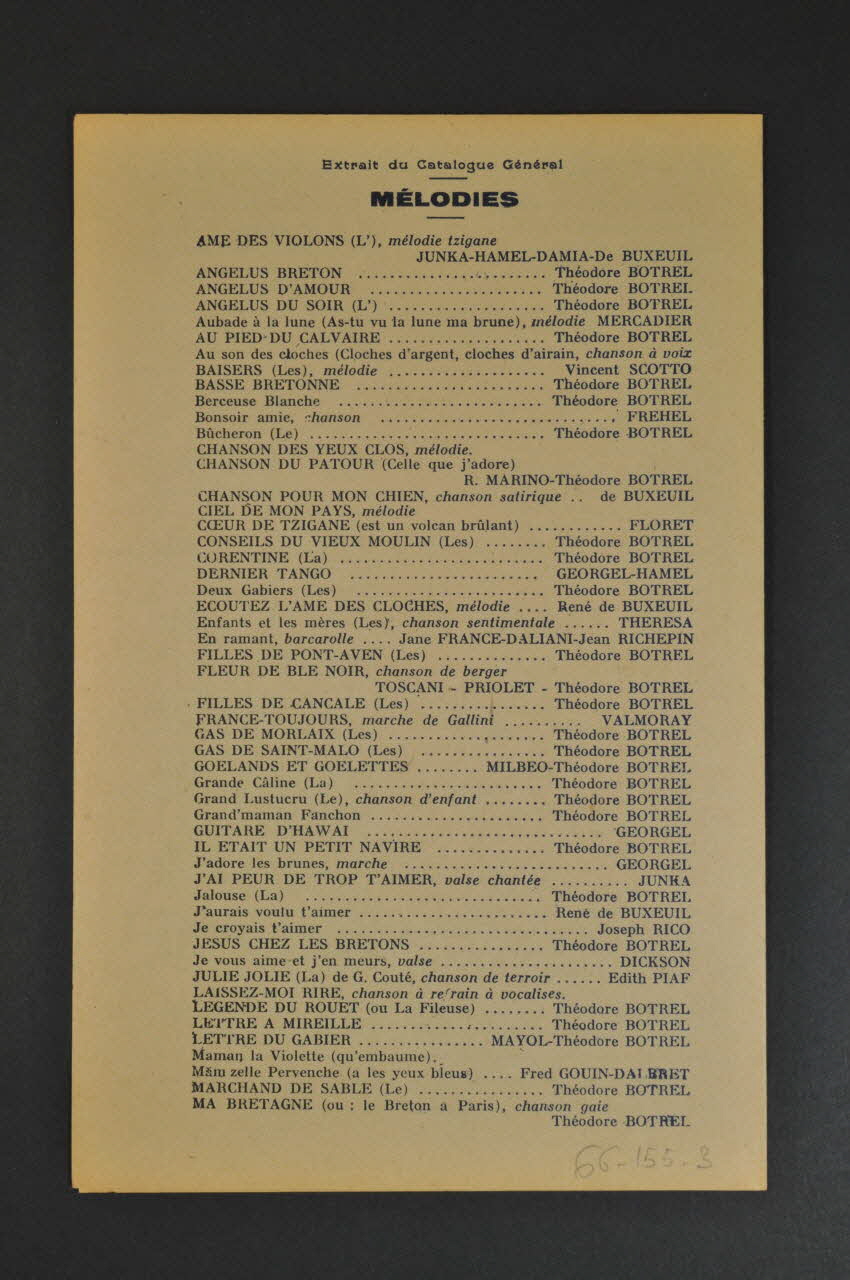 Extrait du Catalogue Général
MÉLODIES
AME DES VIOLONS (L'), mélodie tzigane
JUNKA-HAMEL-DAMIA-De BUXEUIL
ANGELUS BRETON ........................ Théodore BOTREL
ANGELUS D'AMOUR ...................... Théodore BOTREL
ANGELUS DU SOIR (L') .................... Théodore BOTREL
Aubade à la lune (As-tu vu la lune ma brune), mélodie MERCADIER
AU PIED DU CALVAIRE .................... Théodore BOTREL
Au son des cloches (Cloches d'argent, cloches d'airain, chanson à voix
BAISERS (Les), mélodie .................... Vincent SCOTTO
BASSE BRETONNE ........................ Théodore BOTREL
Berceuse Blanche .......................... Théodore BOTREL
Bonsoir amie, chanson .............................. FREHEL
Bûcheron (Le) .............................. Théodore BOTREL
CHANSON DES YEUX CLOS, mélodie.
CHANSON DU PATOUR (Celle que j'adore)
R. MARINO-Théodore BOTREL
CHANSON POUR MON CHIEN, chanson satirique .. de BUXEUIL
CIEL DE MON PAYS, mélodie
CŒUR DE TZIGANE (est un volcan brûlant) ............ FLORET
CONSEILS DU VIEUX MOULIN (Les) ........ Théodore BOTREL
CORENTINE (La) .......................... Théodore BOTREL
DERNIER TANGO ........................ GEORGEL-HAMEL
Deux Gabiers (Les) ........................ Théodore BOTREL
ECOUTEZ L'AME DES CLOCHES, mélodie .... René de BUXEUIL
Enfants et les mères (Les), chanson sentimentale ...... THERESA
En ramant, barcarolle .... Jane FRANCE-DALIANI-Jean RICHEPIN
FILLES DE PONT-AVEN (Les) .............. Théodore BOTREL
FLEUR DE BLE NOIR, chanson de berger
TOSCANI - PRIOLET - Théodore BOTREL
FILLES DE CANCALE (Les) ................ Théodore BOTREL
FRANCE-TOUJOURS, marche de Gallini .......... VALMORAY
GAS DE MORLAIX (Les) .................... Théodore BOTREL
GAS DE SAINT-MALO (Les) ................ Théodore BOTREL
GOELANDS ET GOELETTES ........ MILBEO-Théodore BOTREL
Grande Câline (La) ........................ Théodore BOTREL
Grand Lustucru (Le), chanson d'enfant ........ Théodore BOTREL
Grand'maman Fanchon ...................... Théodore BOTREL
GUITARE D'HAWAI .............................. GEORGEL
IL ETAIT UN PETIT NAVIRE .............. Théodore BOTREL
J'adore les brunes, marche .......................... GEORGEL
J'AI PEUR DE TROP T'AIMER, valse chantée .......... JUNKA
Jalouse (La) .............................. Théodore BOTREL
J'aurais voulu t'aimer ........................ René de BUXEUIL
Je croyais t'aimer ................................ Joseph RICO
JESUS CHEZ LES BRETONS ................ Théodore BOTREL
Je vous aime et j'en meurs, valse ...................... DICKSON
JULIE JOLIE (La) de G. Couté, chanson de terroir ...... Edith PIAF
LAISSEZ-MOI RIRE, chanson à refrain à vocalises.
LEGENDE DU ROUET (ou La Fileuse) ........ Théodore BOTREL
LETTRE A MIREILLE ...................... Théodore BOTREL
LETTRE DU GABIER ................ MAYOL-Théodore BOTREL
Maman la Violette (qu'embaume).
Mam'zelle Pervenche (a les yeux bleus) .... Fred GOUIN-DALBRET
MARCHAND DE SABLE (Le) ................ Théodore BOTREL
MA BRETAGNE (ou : le Breton a Paris), chanson gaie
Théodore BOTREL
66-155-3